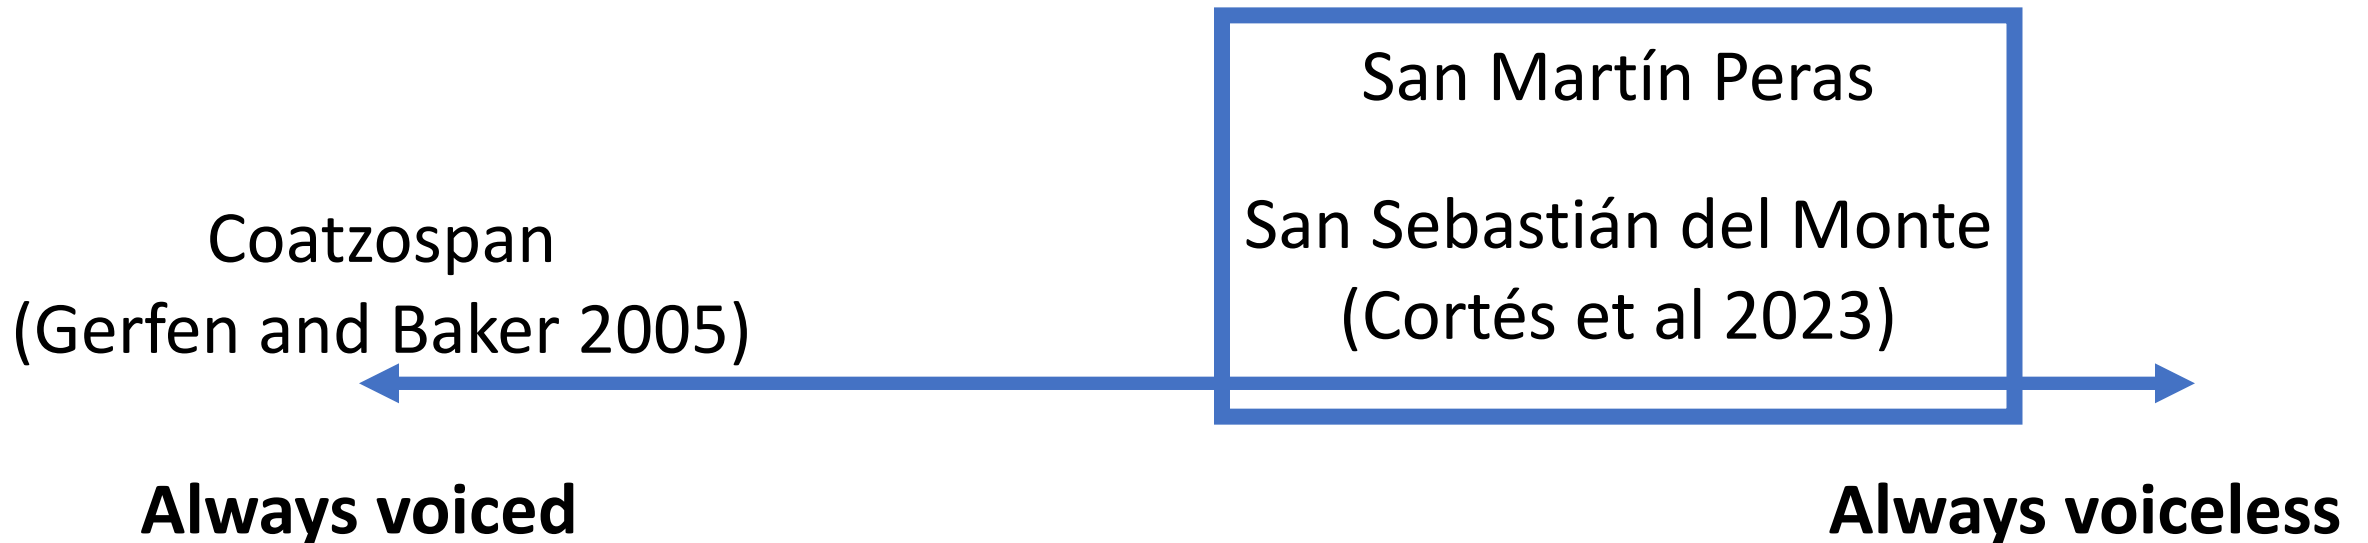 San Martín Peras
San Sebastián del Monte
(Cortés et al 2023)
Coatzospan
(Gerfen and Baker 2005)
Always voiced
Always voiceless